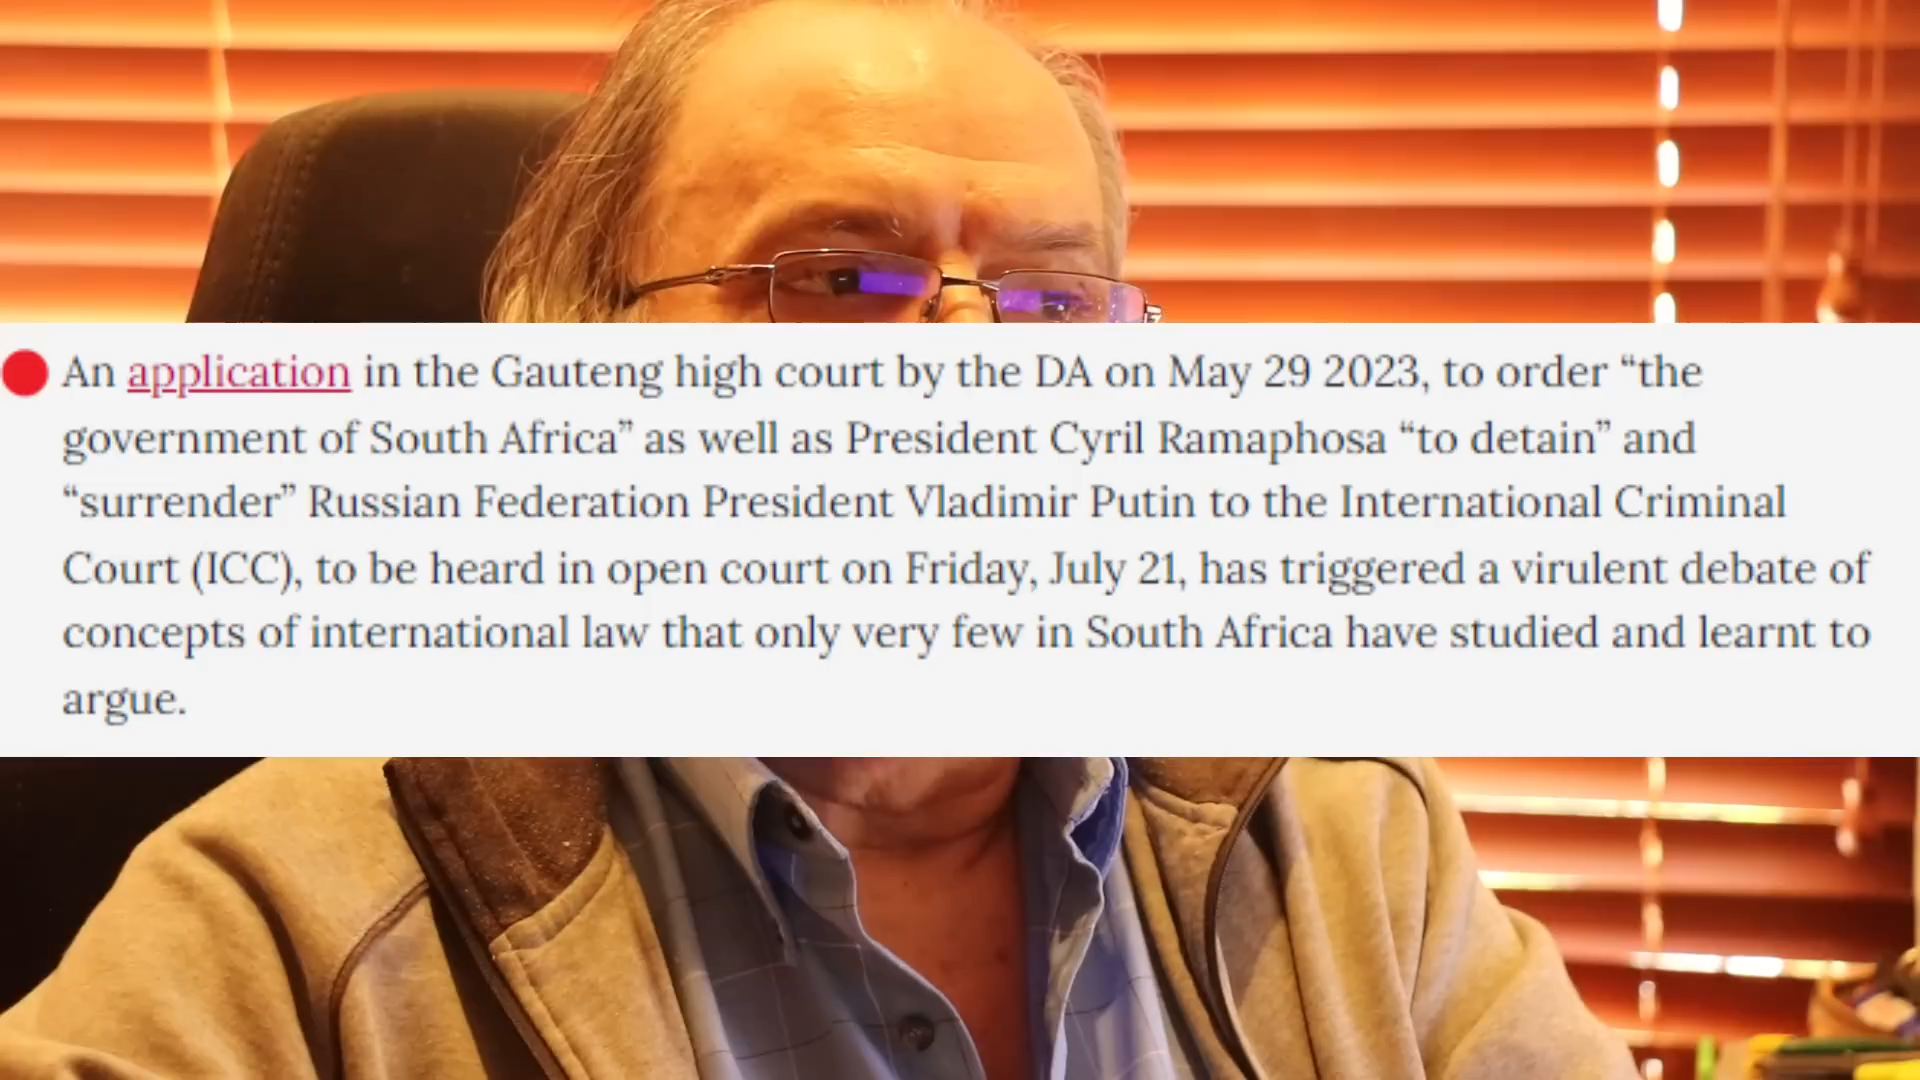 An application in the Gauteng high court by the DA on May 29 2023, to order “the
government of South Africa” as well as President Cyril Ramaphosa “to detain” and
“surrender” Russian Federation President Vladimir Putin to the International Criminal
Court (ICC), to be heard in open court on Friday, July 21, has triggered a virulent debate of
concepts of international law that only very few in South Africa have studied and learnt to
argue.